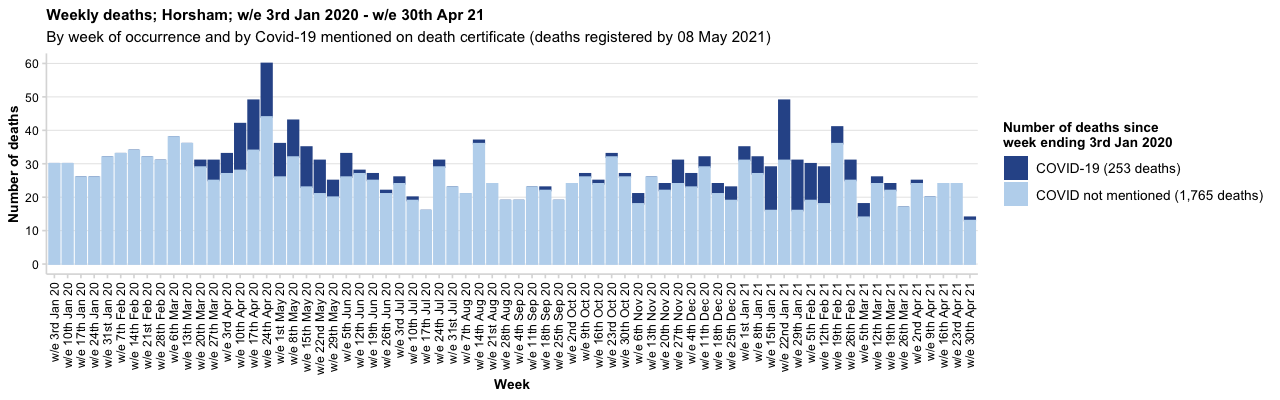 Weekly deaths; Horsham; w/e 3rd Jan 2020 - w/e 30th Apr 21
By week of occurrence and by Covid-19 mentioned on death certificate (deaths registered by 08 May 2021)
Number of deaths
60
50
40
30
20
10
0
w/e 3rd Jan 20
w/e 10th Jan 20
w/e 17th Jan 20
w/e 24th Jan 20
w/e 31st Jan 20
w/e 7th Feb 20
w/e 14th Feb 20
w/e 21st Feb 20
w/e 28th Feb 20
w/e 6th Mar 20
w/e 13th Mar 20
w/e 20th Mar 20
w/e 27th Mar 20
w/e 3rd Apr 20
w/e 10th Apr 20
w/e 17th Apr 20
w/e 24th Apr 20
w/e 1st May 20
w/e 8th May 20
w/e 15th May 20
w/e 22nd May 20
w/e 29th May 20
w/e 5th Jun 20
w/e 12th Jun 20
w/e 19th Jun 20
w/e 26th Jun 20
w/e 3rd Jul 20
w/e 10th Jul 20
w/e 17th Jul 20
w/e 24th Jul 20
w/e 31st Jul 20
w/e 7th Aug 20
w/e 14th Aug 20
w/e 21st Aug 20
w/e 28th Aug 20
w/e 4th Sep 20
w/e 11th Sep 20
w/e 18th Sep 20
w/e 25th Sep 20
w/e 2nd Oct 20
w/e 9th Oct 20
w/e 16th Oct 20
w/e 23rd Oct 20
w/e 30th Oct 20
w/e 6th Nov 20
w/e 13th Nov 20
w/e 20th Nov 20
w/e 27th Nov 20
w/e 4th Dec 20
w/e 11th Dec 20
w/e 18th Dec 20
w/e 25th Dec 20
w/e 1st Jan 21
w/e 8th Jan 21
w/e 15th Jan 21
w/e 22nd Jan 21
w/e 29th Jan 21
w/e 5th Feb 21
w/e 12th Feb 21
w/e 19th Feb 21
w/e 26th Feb 21
w/e 5th Mar 21
w/e 12th Mar 21
w/e 19th Mar 21
w/e 26th Mar 21
w/e 2nd Apr 21
w/e 9th Apr 21
w/e 16th Apr 21
w/e 23rd Apr 21
w/e 30th Apr 21
Week
Number of deaths since
week ending 3rd Jan 2020
COVID-19 (253 deaths)
COVID not mentioned (1,765 deaths)